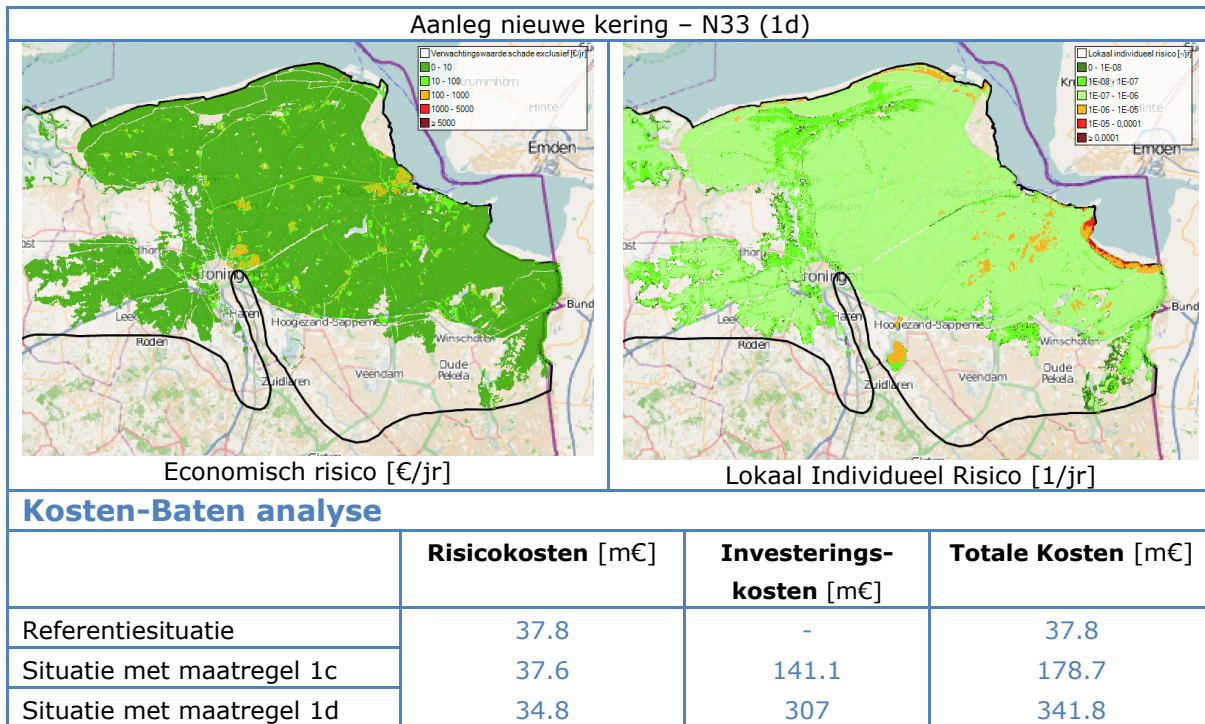 Aanleg nieuwe kering – N33 (1d)
Verwachtingswaarde schade exclusief [€/jr]
0 - 10
10 - 100
100 - 1000
1000 - 5000
≥ 5000
Krummhörn
Hinte
Emden
Groningen
Leek
Haren
Hoogezand-Sappemeer
Roden
Winschoten
Oude
Pekela
Zuidlaren
Veendam
Bund
Lokaal individueel risico [-/jr]
0 - 1E-08
1E-08 - 1E-07
1E-07 - 1E-06
1E-06 - 1E-05
1E-05 - 0,0001
≥ 0,0001
Kr
Hinte
Emden
Bedum
Groningen
Leek
Haren
Hoogezand-Sappemeer
Roden
Winschoten
Oude
Pekela
Zuidlaren
Veendam
Bund
Economisch risico [€/jr]
Lokaal Individueel Risico [1/jr]
Kosten-Baten analyse
Risicokosten [m€]
Investerings-
kosten [m€]
Totale Kosten [m€]
Referentiesituatie 37.8 - 37.8
Situatie met maatregel 1c 37.6 141.1 178.7
Situatie met maatregel 1d 34.8 307 341.8